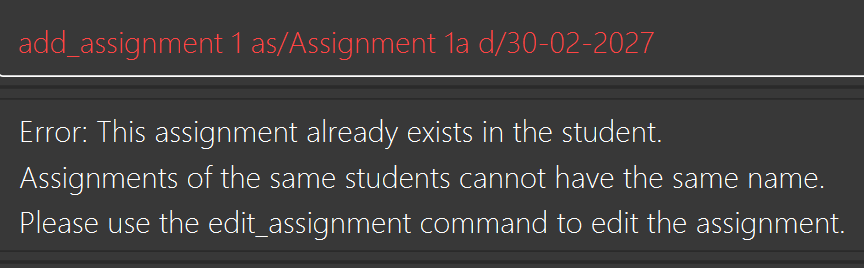 add_assignment 1 as/Assignment 1a d/30-02-2027
Error: This assignment already exists in the student.
Assignments of the same students cannot have the same name.
Please use the edit_assignment command to edit the assignment.